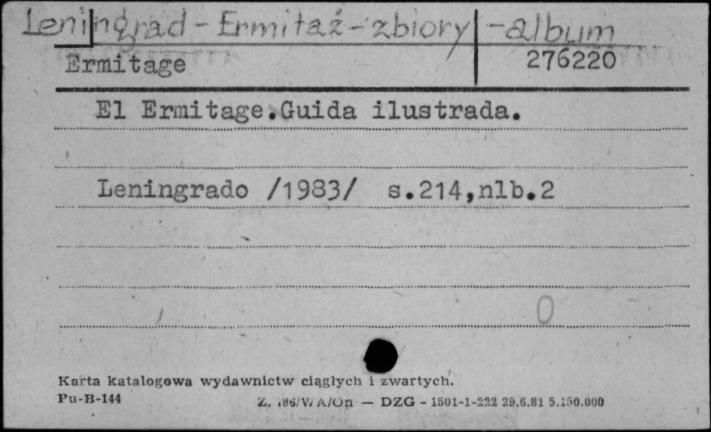 Leningrad - Ermitaż - zbiory - album
Ermitage 276220
El Ermitage.Guida ilustrada.
Leningrado /1983/ s.214,nlb.2
0
Karta katalogowa wydawnictw ciągłych i zwartych.
Pu-B-144 Z. DZG - 1501-1-222 29.6.81 5.150.000